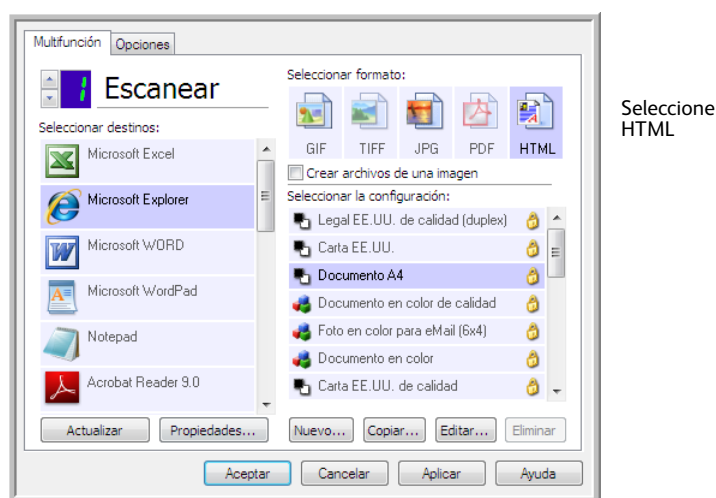 Multifunción
Opciones
1
Escanear
Seleccionar destinos:
Microsoft Excel
Microsoft Explorer
Microsoft WORD
Microsoft WordPad
Notepad
Acrobat Reader 9.0
Actualizar
Propiedades...
Seleccionar formato:
GIF
TIFF
JPG
PDF
HTML
Crear archivos de una imagen
Seleccionar la configuración:
Legal EE.UU. de calidad (duplex)
Carta EE.UU.
Documento A4
Documento en color de calidad
Foto en color para eMail (6x4)
Documento en color
Carta EE.UU. de calidad
Nuevo...
Copiar...
Editar...
Eliminar
Aceptar
Cancelar
Aplicar
Ayuda
Seleccione
HTML